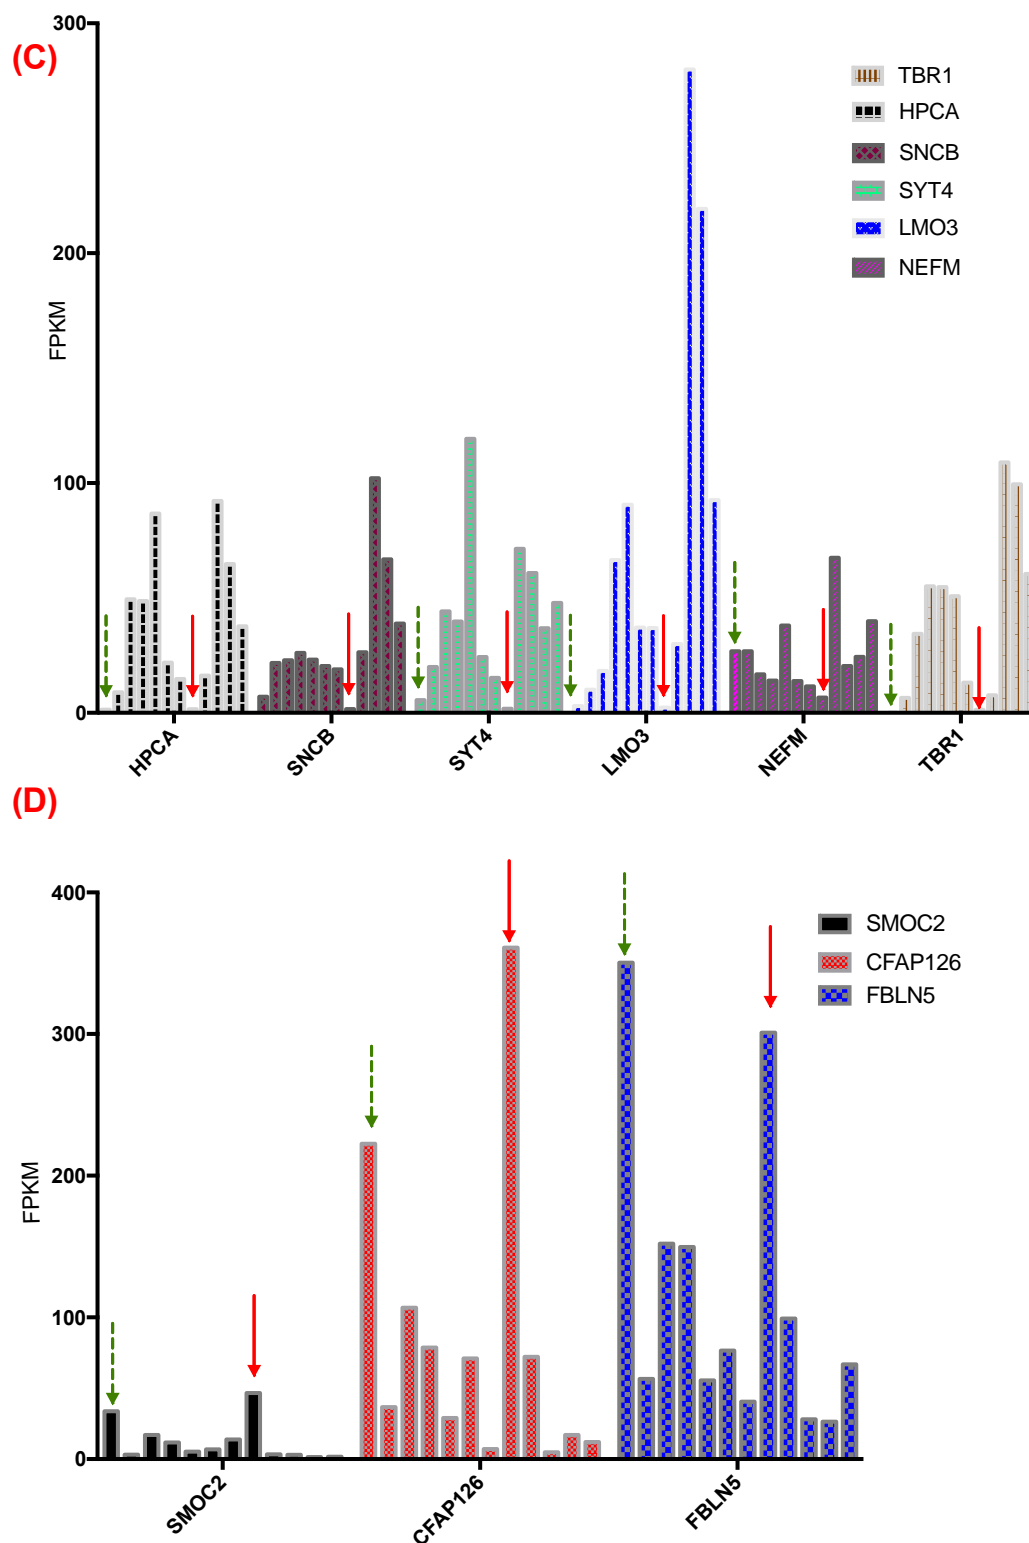 (C)
300
200
100
0
FPKM
TBR1
HPCA
SNCB
SYT4
LMO3
NEFM
HPCA
SNCB
SYT4
LMO3
NEFM
TBR1
(D)
400
300
200
100
0
FPKM
SMOC2
CFAP126
FBLN5
SMOC2
CFAP126
FBLN5